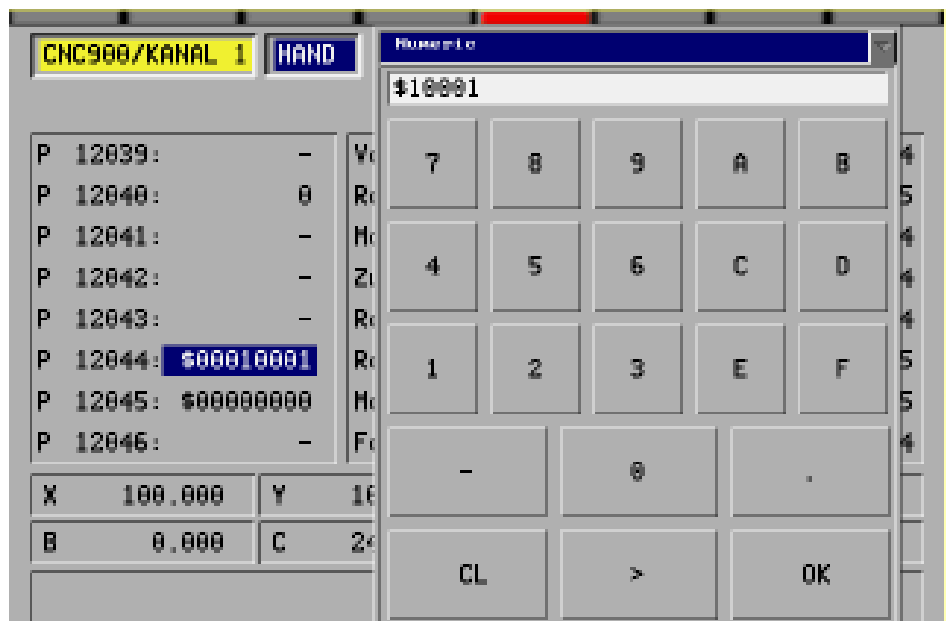 CNC900/KANAL 1 HAND
P 12039: -
P 12040: 0
P 12041: -
P 12042: -
P 12043: -
P 12044: $00010001
P 12045: $00000000
P 12046: -
X 100.000 Y
B 0.000 C
Numeric
$10001
7 8 9 A B
4 5 6 C D
1 2 3 E F
- 0 .
CL > OK